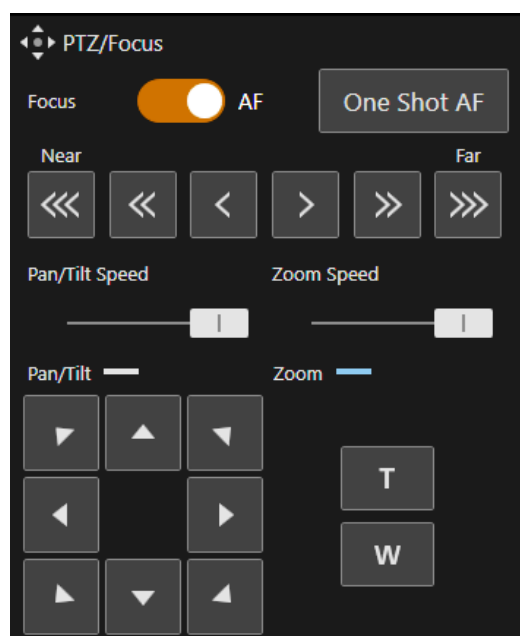 PTZ/Focus
Focus AF One Shot AF
Near Far
Pan/Tilt Speed Zoom Speed
Pan/Tilt Zoom
T
W